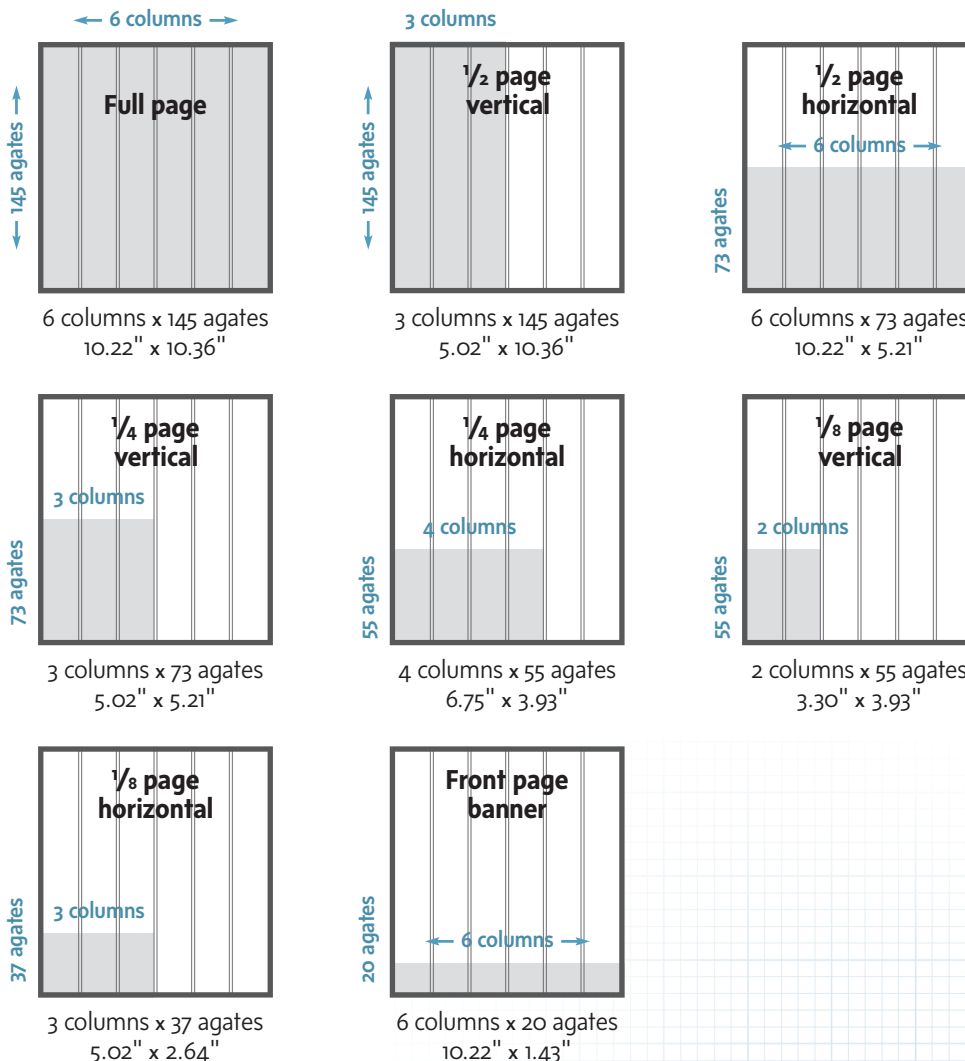 ← 6 columns →
← 145 agates →
Full page
6 columns x 145 agates
10.22" x 10.36"
3 columns
← 145 agates →
1/2 page
vertical
3 columns x 145 agates
5.02" x 10.36"
1/2 page
horizontal
← 6 columns →
73 agates
6 columns x 73 agates
10.22" x 5.21"
1/4 page
vertical
3 columns
73 agates
3 columns x 73 agates
5.02" x 5.21"
1/4 page
horizontal
4 columns
55 agates
4 columns x 55 agates
6.75" x 3.93"
1/8 page
vertical
2 columns
55 agates
2 columns x 55 agates
3.30" x 3.93"
1/8 page
horizontal
3 columns
37 agates
3 columns x 37 agates
5.02" x 2.64"
Front page
banner
← 6 columns →
20 agates
6 columns x 20 agates
10.22" x 1.43"